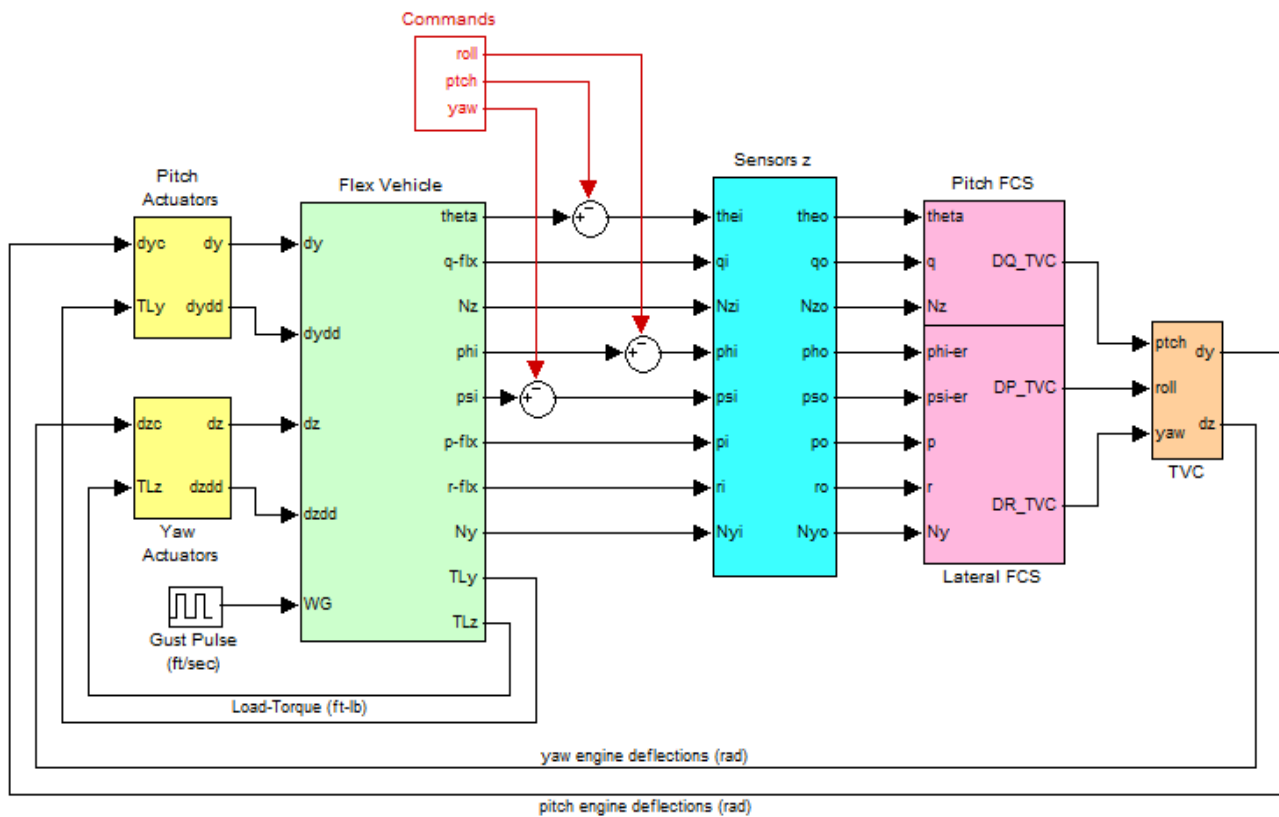 Commands
roll
ptch
yaw
Pitch
Actuators
dyc
dy
TLy
dydd
dzc
dz
TLz
dzdd
Yaw
Actuators
Gust Pulse
(ft/sec)
Flex Vehicle
dy
dydd
dz
dzdd
WG
theta
q-flx
Nz
phi
psi
p-flx
r-flx
Ny
TLy
TLz
+
−
+
−
+
−
Sensors z
thei
theo
qi
qo
Nzi
Nzo
phi
pho
psi
pso
pi
po
ri
ro
Nyi
Nyo
Pitch FCS
theta
q
DQ_TVC
Nz
phi-er
psi-er
DP_TVC
p
r
DR_TVC
Ny
Lateral FCS
ptch
dy
roll
dz
yaw
TVC
Load-Torque (ft-lb)
yaw engine deflections (rad)
pitch engine deflections (rad)